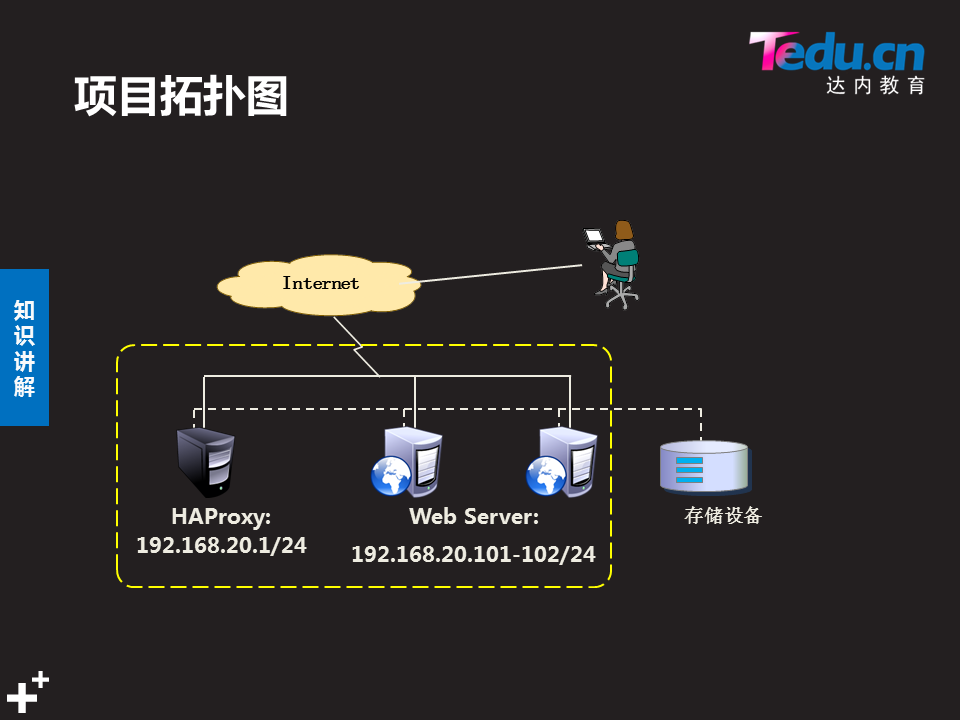 Tedu.cn
达内教育
项目拓扑图
Internet
知识讲解
HAProxy:
192.168.20.1/24
Web Server:
192.168.20.101-102/24
存储设备